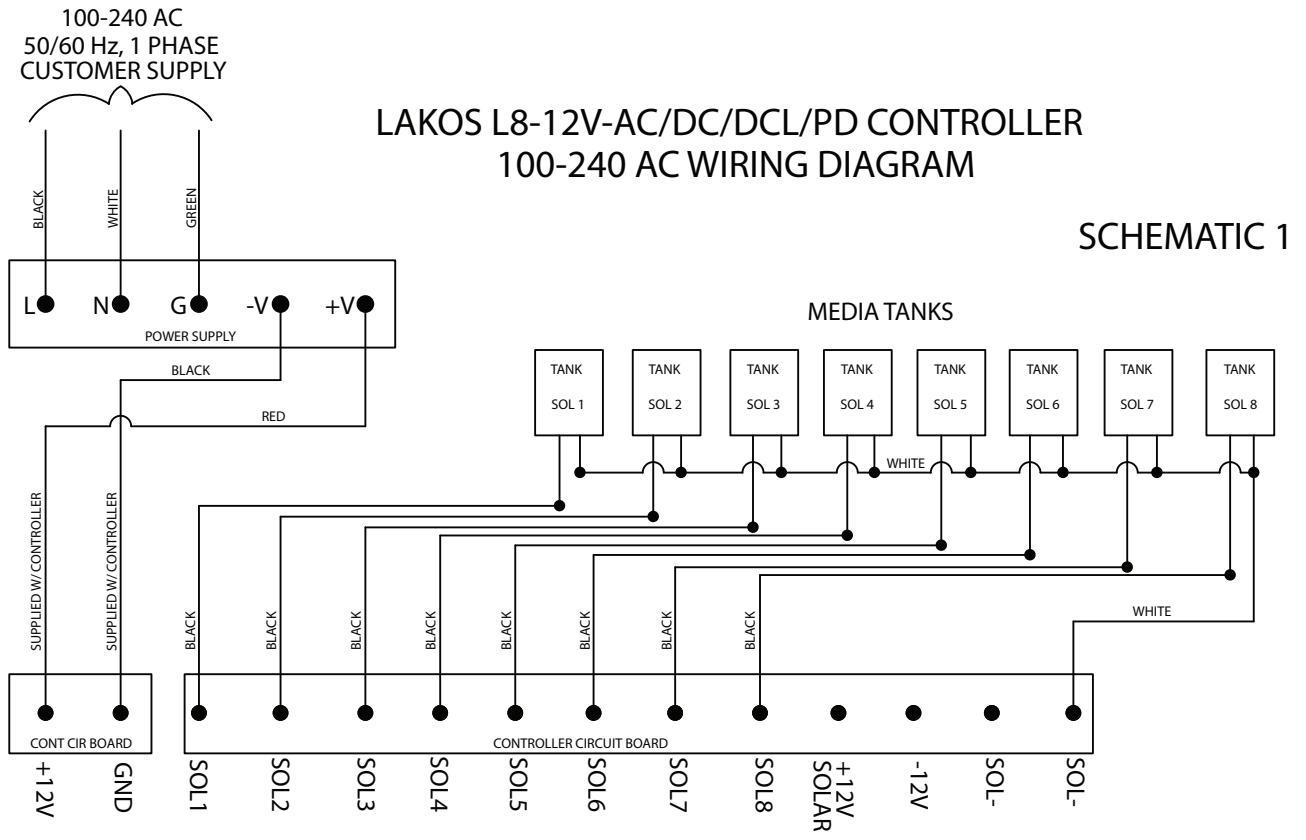 100-240 AC
50/60 Hz, 1 PHASE
CUSTOMER SUPPLY
LAKOS L8-12V-AC/DC/DCL/PD CONTROLLER
100-240 AC WIRING DIAGRAM
SCHEMATIC 1
BLACK
WHITE
GREEN
L
N
G
-V
+V
POWER SUPPLY
BLACK
RED
MEDIA TANKS
TANK
SOL 1
TANK
SOL 2
TANK
SOL 3
TANK
SOL 4
TANK
SOL 5
TANK
SOL 6
TANK
SOL 7
TANK
SOL 8
WHITE
SUPPLIED W/ CONTROLLER
SUPPLIED W/ CONTROLLER
BLACK
BLACK
BLACK
BLACK
BLACK
BLACK
BLACK
BLACK
WHITE
CONT CIR BOARD
CONTROLLER CIRCUIT BOARD
+12V
GND
SOL1
SOL2
SOL3
SOL4
SOL5
SOL6
SOL7
SOL8
+12V
SOLAR
-12V
SOL-
SOL-